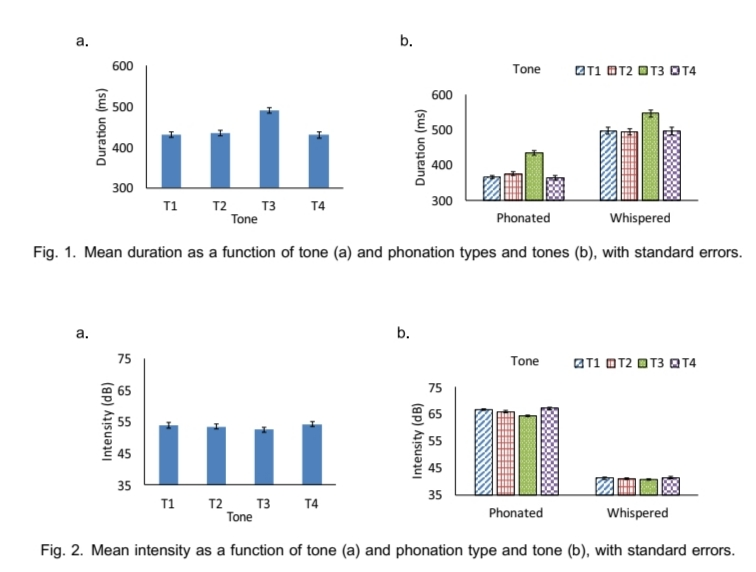 a.
600
500
400
300
Duration (ms)
T1 T2 T3 T4
Tone
b.
Tone T1 T2 T3 T4
600
500
400
300
Duration (ms)
Phonated Whispered
Fig. 1. Mean duration as a function of tone (a) and phonation types and tones (b), with standard errors.
a.
75
65
55
45
35
Intensity (dB)
T1 T2 T3 T4
Tone
b.
Tone T1 T2 T3 T4
75
65
55
45
35
Intensity (dB)
Phonated Whispered
Fig. 2. Mean intensity as a function of tone (a) and phonation type and tone (b), with standard errors.